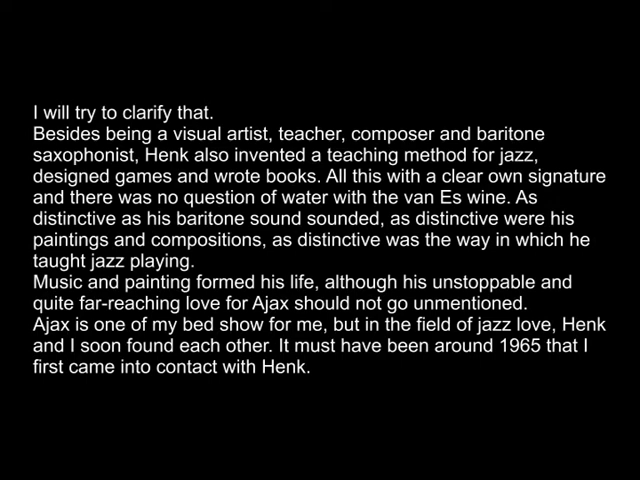 I will try to clarify that.
Besides being a visual artist, teacher, composer and baritone
saxophonist, Henk also invented a teaching method for jazz,
designed games and wrote books. All this with a clear own signature
and there was no question of water with the van Es wine. As
distinctive as his baritone sound sounded, as distinctive were his
paintings and compositions, as distinctive was the way in which he
taught jazz playing.
Music and painting formed his life, although his unstoppable and
quite far-reaching love for Ajax should not go unmentioned.
Ajax is one of my bed show for me, but in the field of jazz love, Henk
and I soon found each other. It must have been around 1965 that I
first came into contact with Henk.